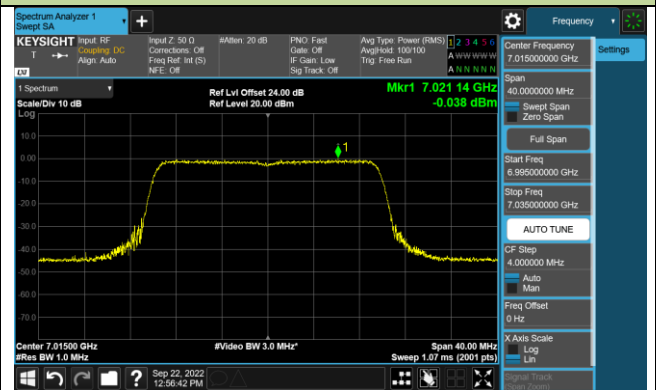 Spectrum Analyzer 1
Swept SA
+
Frequency
KEYSIGHT
Input: RF
Coupling: DC
Align: Auto
Input Z: 50 Ω
Corrections: Off
Freq Ref: Int (S)
NFE: Off
#Atten: 20 dB
PNO: Fast
Gate: Off
IF Gain: Low
Sig Track: Off
Avg Type: Power (RMS)
Avg|Hold: 100/100
Trig: Free Run
1 2 3 4 5 6
A W W W W W
A N N N N N
LXI
T
1 Spectrum
Scale/Div 10 dB
Log
Ref Lvl Offset 24.00 dB
Ref Level 20.00 dBm
Mkr1 7.021 14 GHz
-0.038 dBm
10.0
0.00
-10.0
-20.0
-30.0
-40.0
-50.0
-60.0
-70.0
1
Center 7.01500 GHz
#Res BW 1.0 MHz
#Video BW 3.0 MHz*
Span 40.00 MHz
Sweep 1.07 ms (2001 pts)
Sep 22, 2022
12:56:42 PM
?
Center Frequency
7.015000000 GHz
Settings
Span
40.0000000 MHz
Swept Span
Zero Span
Full Span
Start Freq
6.995000000 GHz
Stop Freq
7.035000000 GHz
AUTO TUNE
CF Step
4.000000 MHz
Auto
Man
Freq Offset
0 Hz
X Axis Scale
Log
Lin
Signal Track
(Span Zoom)